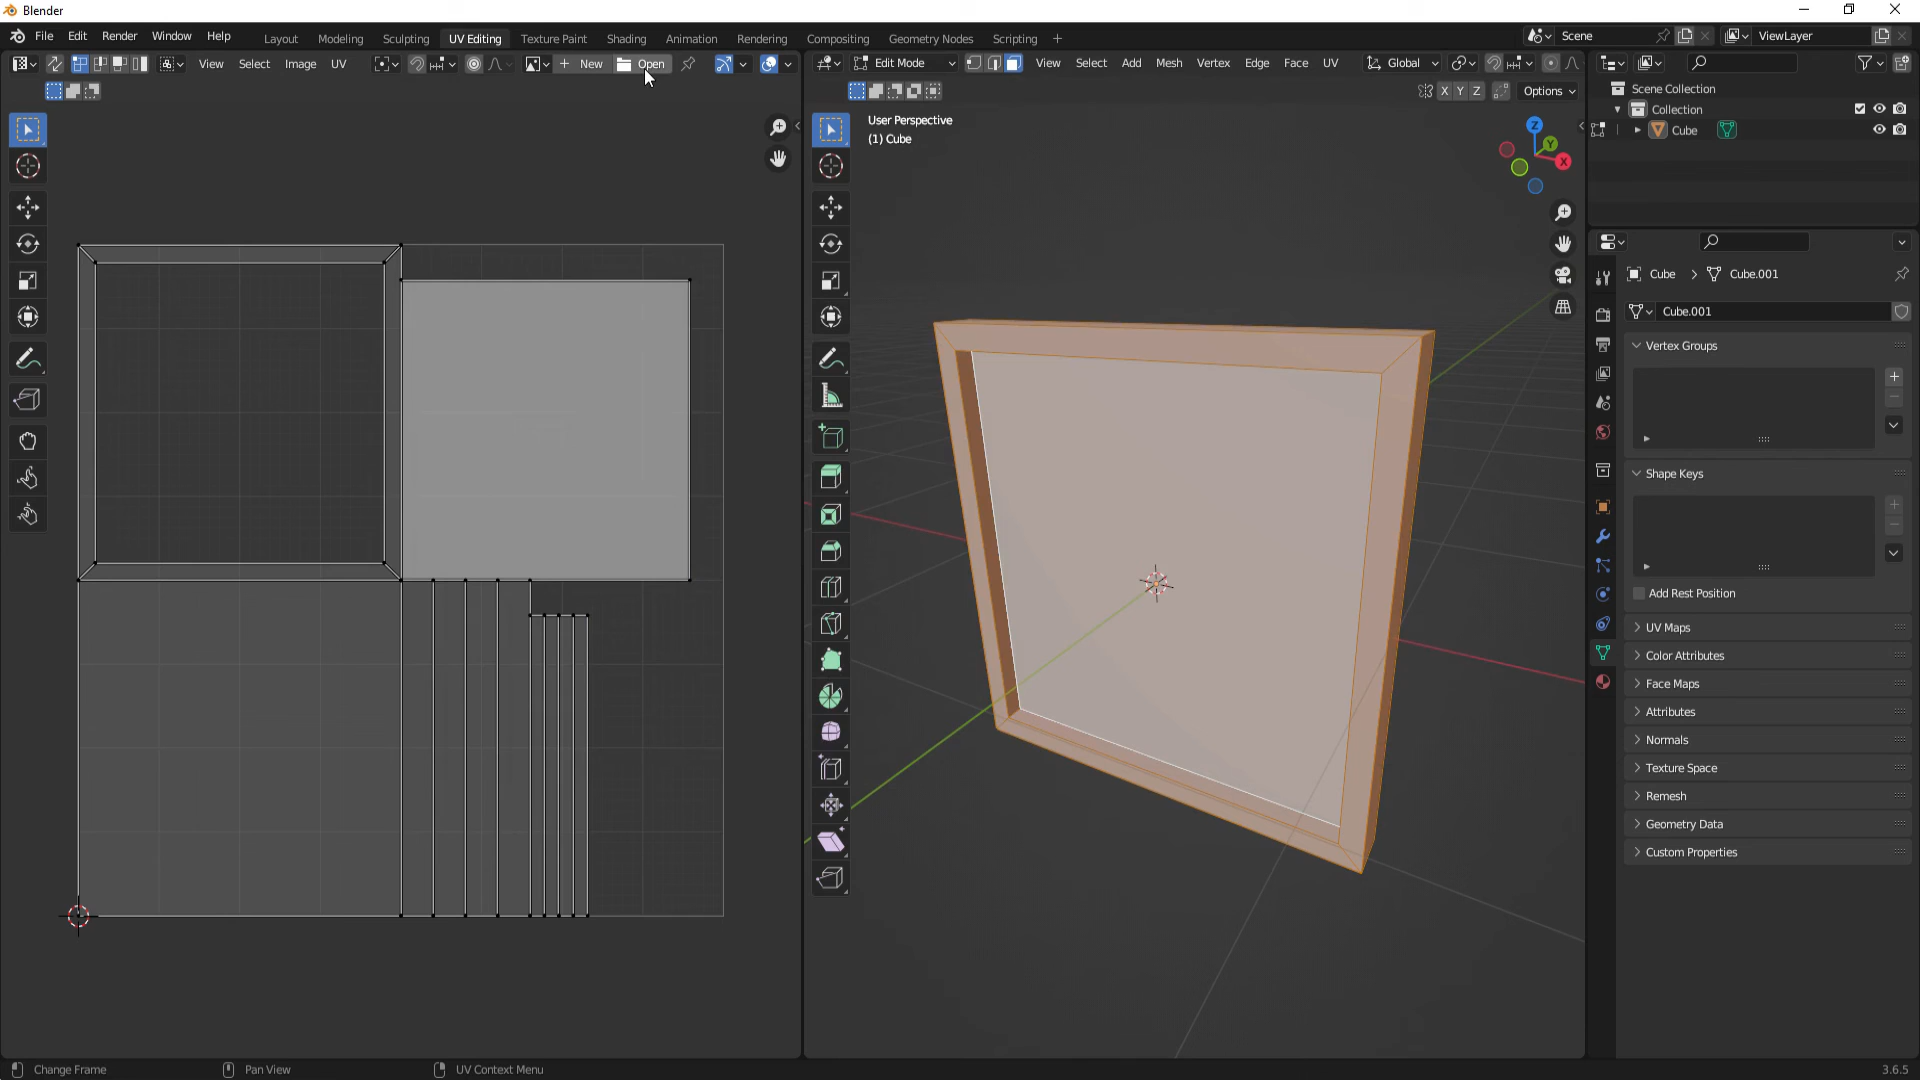 Blender
File Edit Render Window Help
Layout Modeling Sculpting UV Editing Texture Paint Shading Animation Rendering Compositing Geometry Nodes Scripting +
Scene
ViewLayer
View Select Image UV
+ New Open
Edit Mode
View Select Add Mesh Vertex Edge Face UV
Global
X Y Z
Options
User Perspective
(1) Cube
Z
Y
X
Scene Collection
Collection
Cube
Cube > Cube.001
Cube.001
Vertex Groups
Shape Keys
Add Rest Position
UV Maps
Color Attributes
Face Maps
Attributes
Normals
Texture Space
Remesh
Geometry Data
Custom Properties
Change Frame
Pan View
UV Context Menu
3.6.5